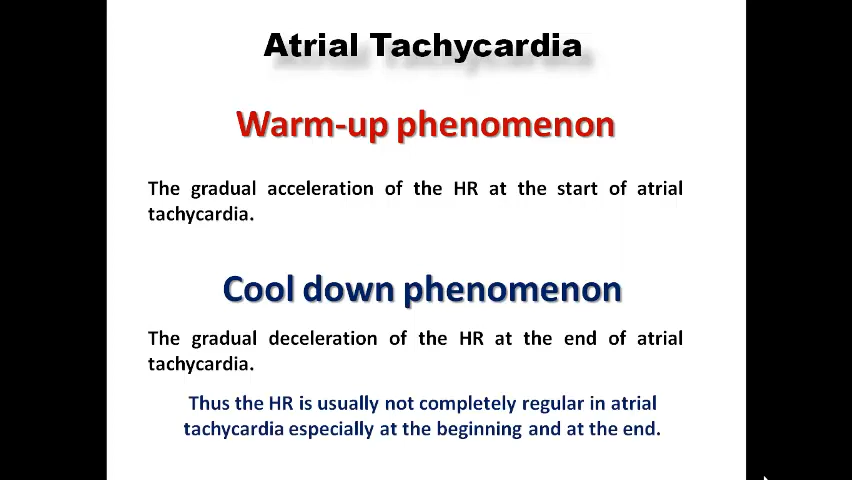 Atrial Tachycardia
Warm-up phenomenon
The gradual acceleration of the HR at the start of atrial
tachycardia.
Cool down phenomenon
The gradual deceleration of the HR at the end of atrial
tachycardia.
Thus the HR is usually not completely regular in atrial
tachycardia especially at the beginning and at the end.